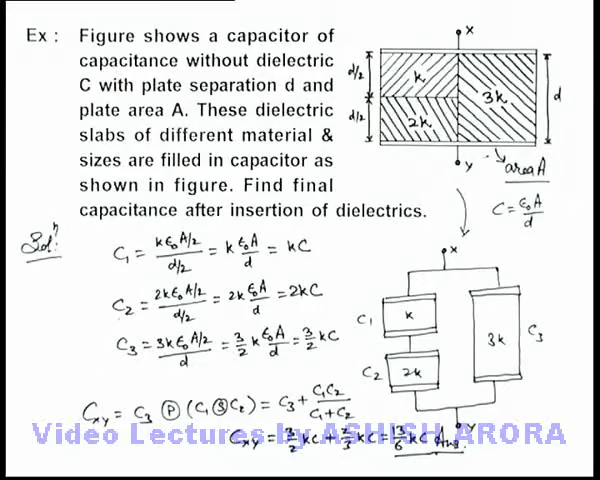 Ex : Figure shows a capacitor of
capacitance without dielectric
C with plate separation d and
plate area A. These dielectric
slabs of different material &
sizes are filled in capacitor as
shown in figure. Find final
capacitance after insertion of dielectrics.
x
d/2
k
3k
d
d/2
2k
y
area A
C = ε₀A/d
Solⁿ:
C₁ = kε₀A/2 / d/2 = k ε₀A/d = kC
C₂ = 2kε₀A/2 / d/2 = 2k ε₀A/d = 2kC
C₃ = 3kε₀A/2 / d = 3/2 k ε₀A/d = 3/2 kC
x
C₁
k
3k
C₃
C₂
2k
y
Cxy = C₃ Ⓟ (C₁ Ⓢ C₂) = C₃ + C₁C₂ / C₁+C₂
Video Lectures by ASHISH ARORA
Cxy = 3/2 kC + 2/3 kC = 13/6 kC Ans.